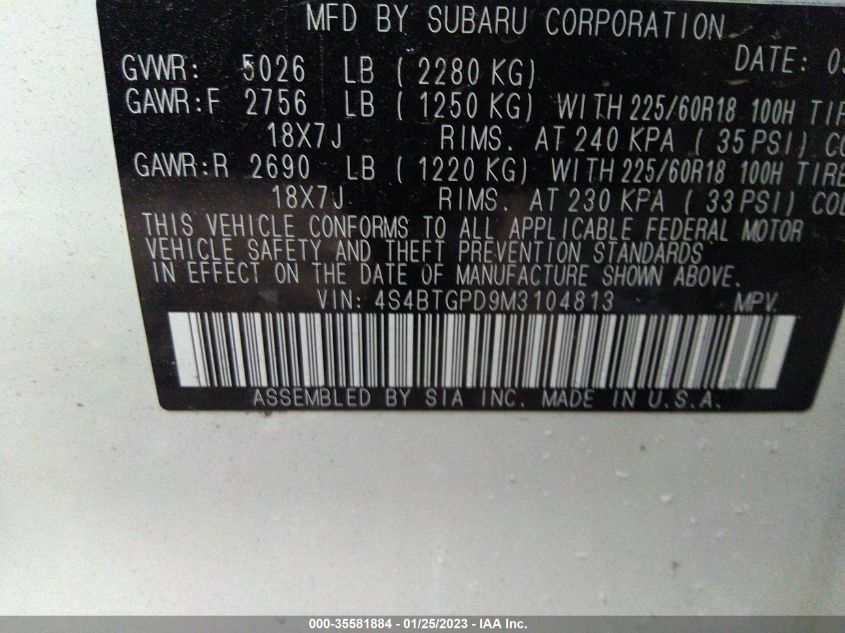 MFD BY SUBARU CORPORATION
DATE:
GVWR: 5026 LB ( 2280 KG)
GAWR:F 2756 LB ( 1250 KG) WITH 225/60R18 100H
18X7J RIMS. AT 240 KPA ( 35 PSI)
GAWR:R 2690 LB ( 1220 KG) WITH 225/60R18 100H TIRE
18X7J RIMS. AT 230 KPA ( 33 PSI)
THIS VEHICLE CONFORMS TO ALL APPLICABLE FEDERAL MOTOR
VEHICLE SAFETY AND THEFT PREVENTION STANDARDS
IN EFFECT ON THE DATE OF MANUFACTURE SHOWN ABOVE.
VIN: 4S4BTGPD9M3104813 MPV
ASSEMBLED BY SIA INC. MADE IN U.S.A.
000-35581884 - 01/25/2023 - IAA Inc.